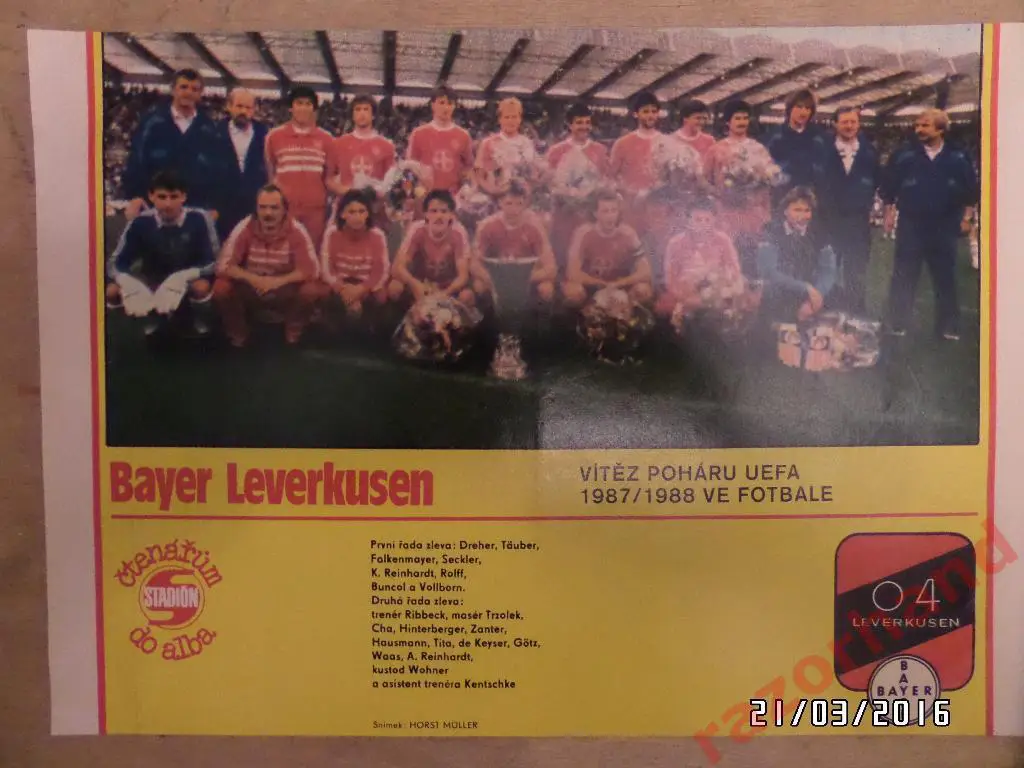 Bayer Leverkusen
VÍTĚZ POHÁRU UEFA
1987/1988 VE FOTBALE
čtenářům
STADIÓN
do alba
První řada zleva: Dreher, Täuber,
Falkenmayer, Seckler,
K. Reinhardt, Rolff,
Buncol a Vollborn.
Druhá řada zleva:
trenér Ribbeck, masér Trzolek,
Cha, Hinterberger, Zanter,
Hausmann, Tita, de Keyser, Götz,
Waas, A. Reinhardt,
kustod Wohner
a asistent trenéra Kentschke
Snímek: HORST MÜLLER
04
LEVERKUSEN
BAYER
BAYER
razormand
21/03/2016